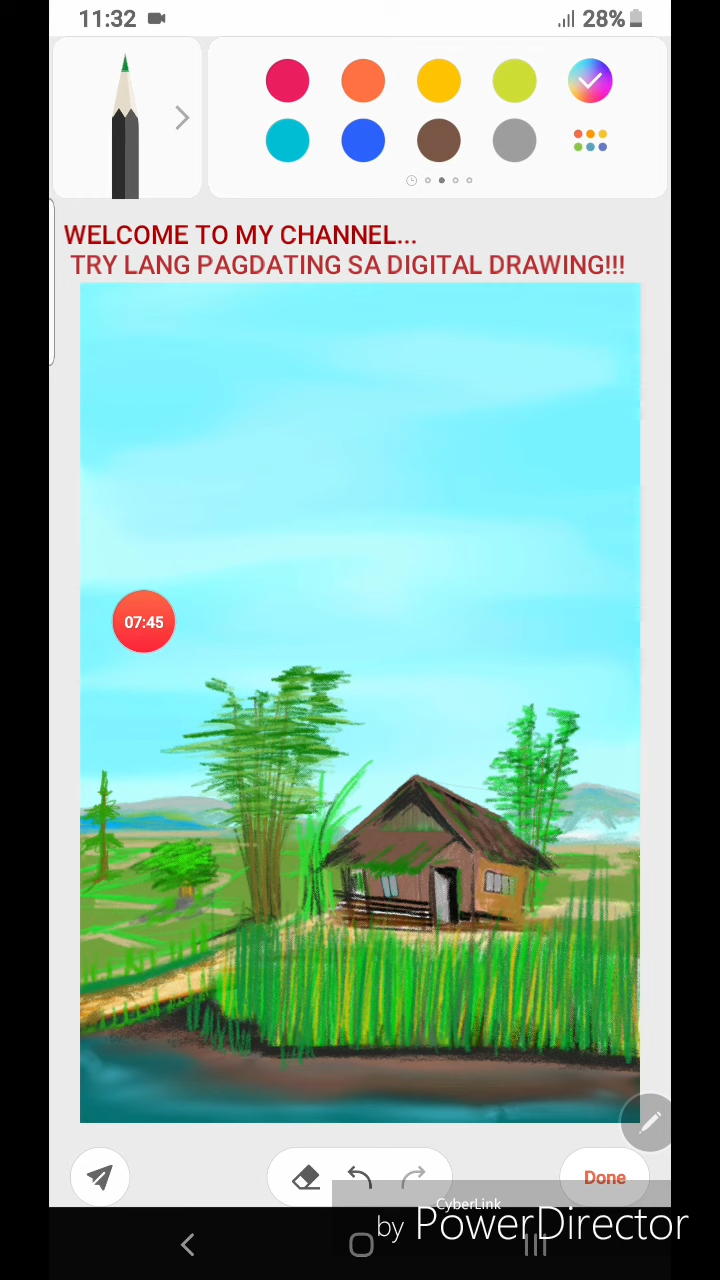 11:32
28%
WELCOME TO MY CHANNEL...
TRY LANG PAGDATING SA DIGITAL DRAWING!!!
07:45
Done
CyberLink
by PowerDirector